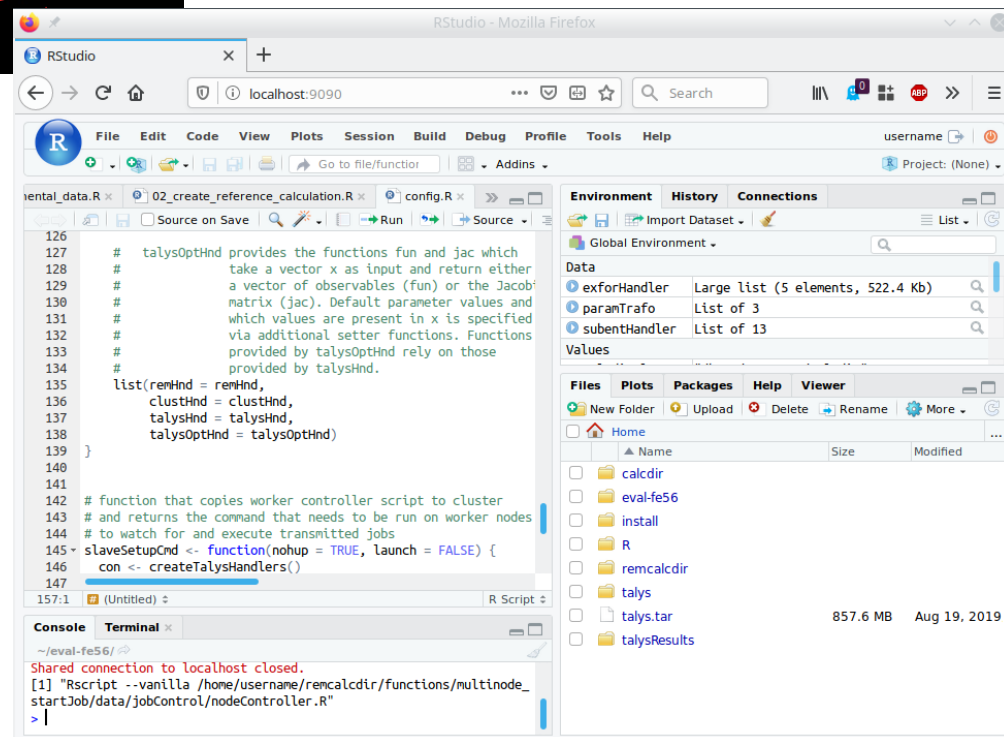 RStudio - Mozilla Firefox
RStudio
localhost:9090
Search
0
ABP
R
File Edit Code View Plots Session Build Debug Profile Tools Help
username
Go to file/function
Addins
Project: (None)
mental_data.R
02_create_reference_calculation.R
config.R
Source on Save
Run
Source
126
127 # talysOptHnd provides the functions fun and jac which
128 # take a vector x as input and return either
129 # a vector of observables (fun) or the Jacobi
130 # matrix (jac). Default parameter values and
131 # which values are present in x is specified
132 # via additional setter functions. Functions
133 # provided by talysOptHnd rely on those
134 # provided by talysHnd.
135 list(remHnd = remHnd,
136 clustHnd = clustHnd,
137 talysHnd = talysHnd,
138 talysOptHnd = talysOptHnd)
139 }
140
141
142 # function that copies worker controller script to cluster
143 # and returns the command that needs to be run on worker nodes
144 # to watch for and execute transmitted jobs
145 slaveSetupCmd <- function(nohup = TRUE, launch = FALSE) {
146 con <- createTalysHandlers()
147
157:1 # (Untitled) R Script
Console Terminal
~/eval-fe56/
Shared connection to localhost closed.
[1] "Rscript --vanilla /home/username/remcalcdir/functions/multinode_
startJob/data/jobControl/nodeController.R"
>
Environment History Connections
Import Dataset
List
Global Environment
Data
exforHandler Large list (5 elements, 522.4 Kb)
paramTrafo List of 3
subentHandler List of 13
Values
Files Plots Packages Help Viewer
New Folder Upload Delete Rename More
Home
...
Name Size Modified
calcdir
eval-fe56
install
R
remcalcdir
talys
talys.tar 857.6 MB Aug 19, 2019
talysResults